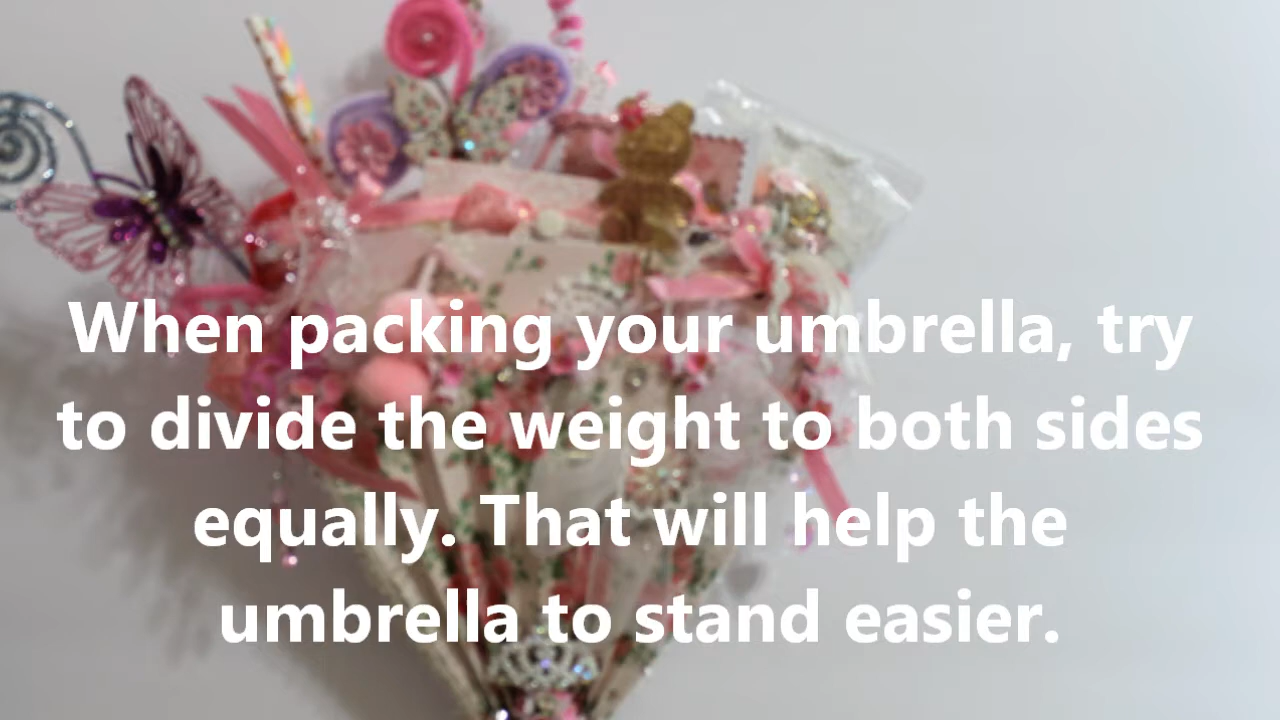 When packing your umbrella, try
to divide the weight to both sides
equally. That will help the
umbrella to stand easier.